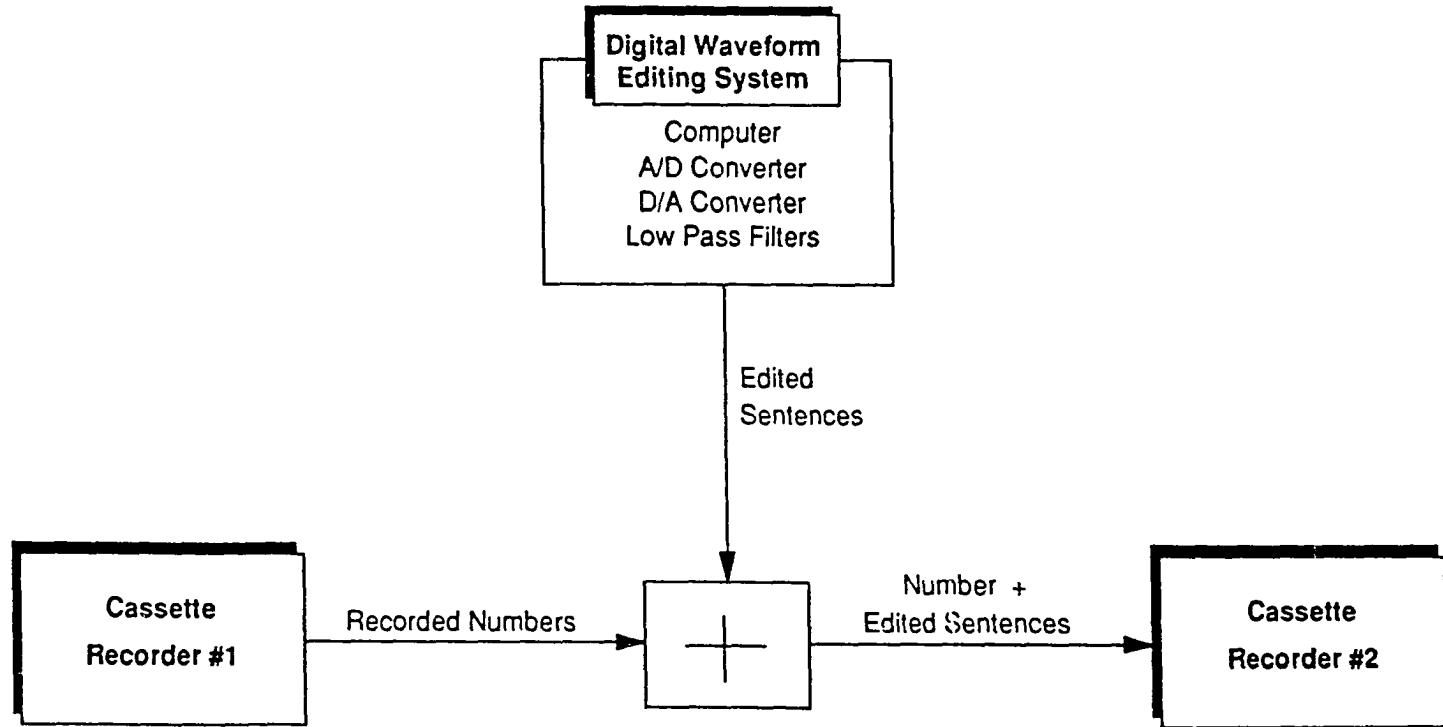 Digital Waveform
Editing System
Computer
A/D Converter
D/A Converter
Low Pass Filters
Edited
Sentences
Cassette
Recorder #1
Recorded Numbers
+
Number +
Edited Sentences
Cassette
Recorder #2